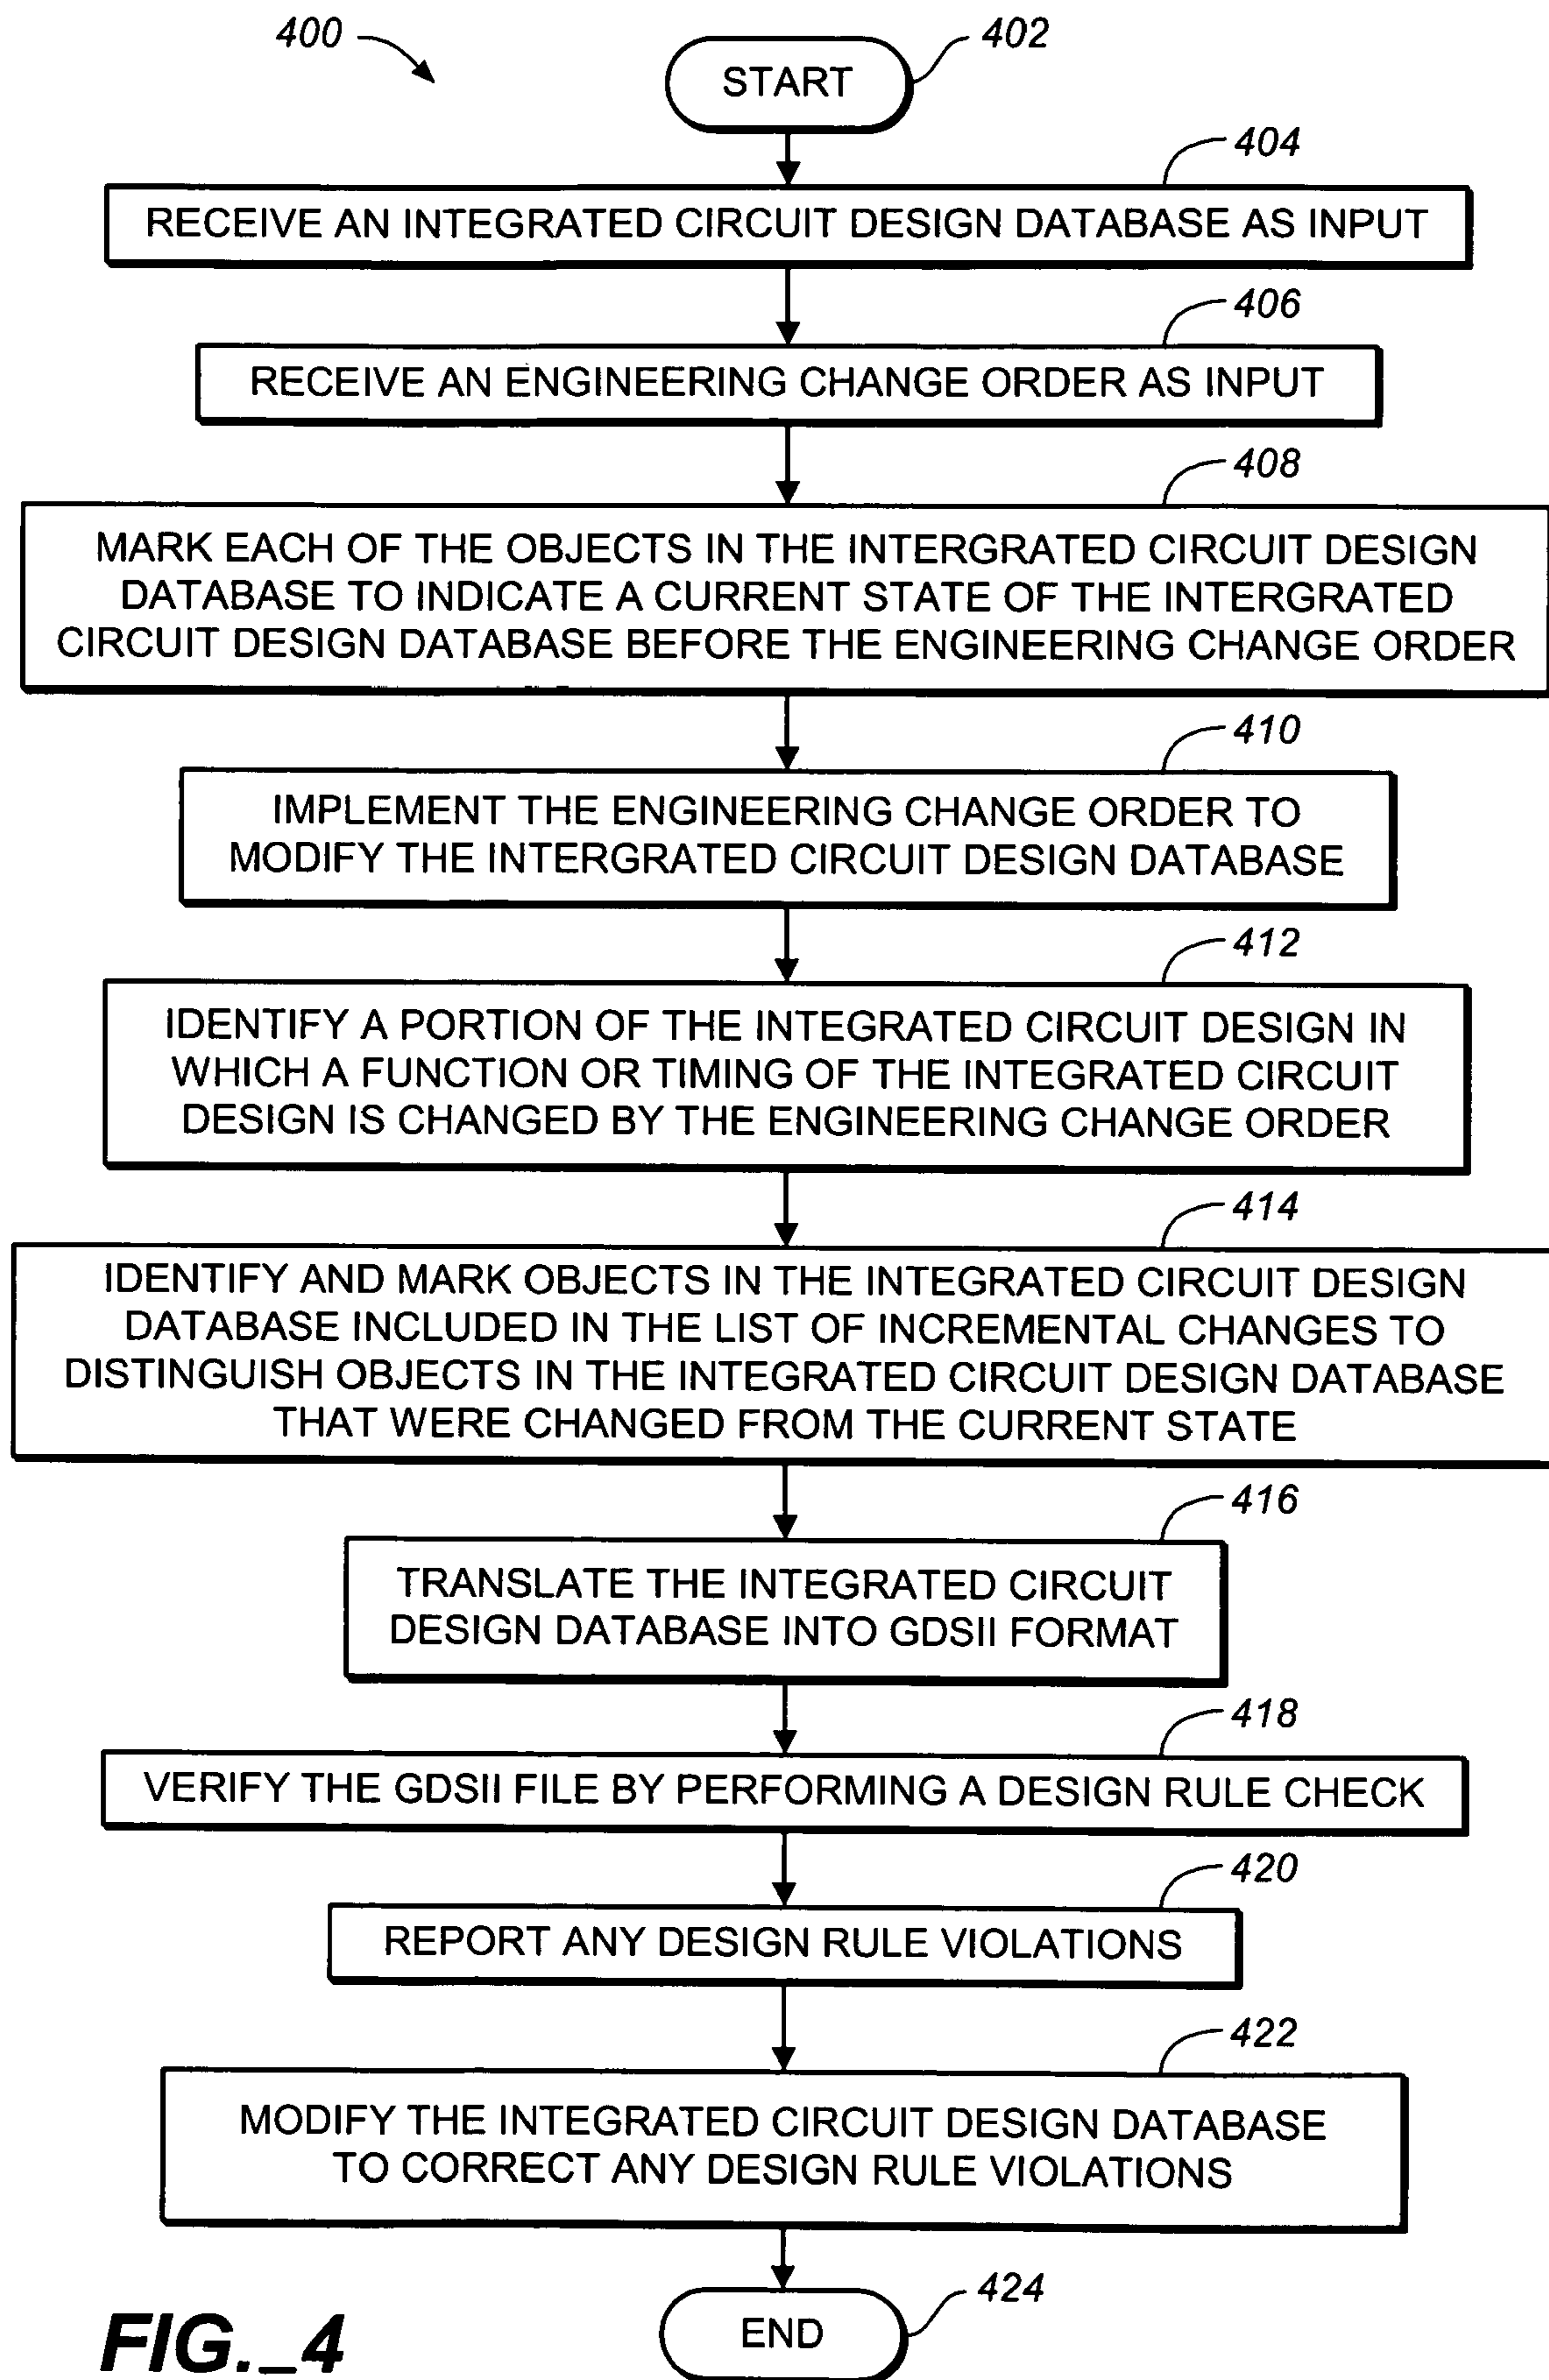 400
402
START
404
RECEIVE AN INTEGRATED CIRCUIT DESIGN DATABASE AS INPUT
406
RECEIVE AN ENGINEERING CHANGE ORDER AS INPUT
408
MARK EACH OF THE OBJECTS IN THE INTERGRATED CIRCUIT DESIGN
DATABASE TO INDICATE A CURRENT STATE OF THE INTERGRATED
CIRCUIT DESIGN DATABASE BEFORE THE ENGINEERING CHANGE ORDER
410
IMPLEMENT THE ENGINEERING CHANGE ORDER TO
MODIFY THE INTERGRATED CIRCUIT DESIGN DATABASE
412
IDENTIFY A PORTION OF THE INTEGRATED CIRCUIT DESIGN IN
WHICH A FUNCTION OR TIMING OF THE INTEGRATED CIRCUIT
DESIGN IS CHANGED BY THE ENGINEERING CHANGE ORDER
414
IDENTIFY AND MARK OBJECTS IN THE INTEGRATED CIRCUIT DESIGN
DATABASE INCLUDED IN THE LIST OF INCREMENTAL CHANGES TO
DISTINGUISH OBJECTS IN THE INTEGRATED CIRCUIT DESIGN DATABASE
THAT WERE CHANGED FROM THE CURRENT STATE
416
TRANSLATE THE INTEGRATED CIRCUIT
DESIGN DATABASE INTO GDSII FORMAT
418
VERIFY THE GDSII FILE BY PERFORMING A DESIGN RULE CHECK
420
REPORT ANY DESIGN RULE VIOLATIONS
422
MODIFY THE INTEGRATED CIRCUIT DESIGN DATABASE
TO CORRECT ANY DESIGN RULE VIOLATIONS
424
END
FIG._4